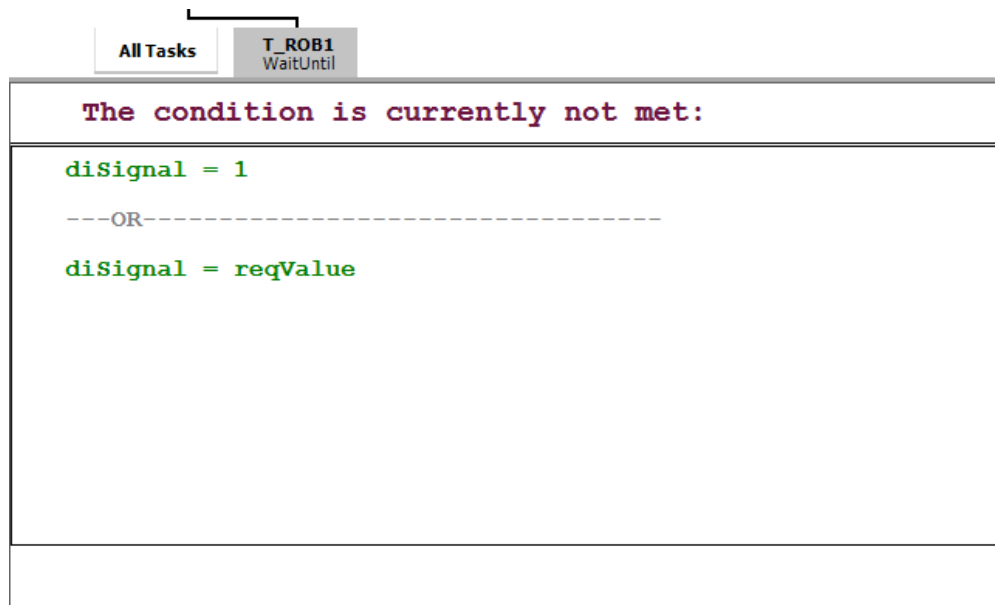 All Tasks
T_ROB1
WaitUntil
The condition is currently not met:
diSignal = 1
---OR----------------------------------
diSignal = reqValue